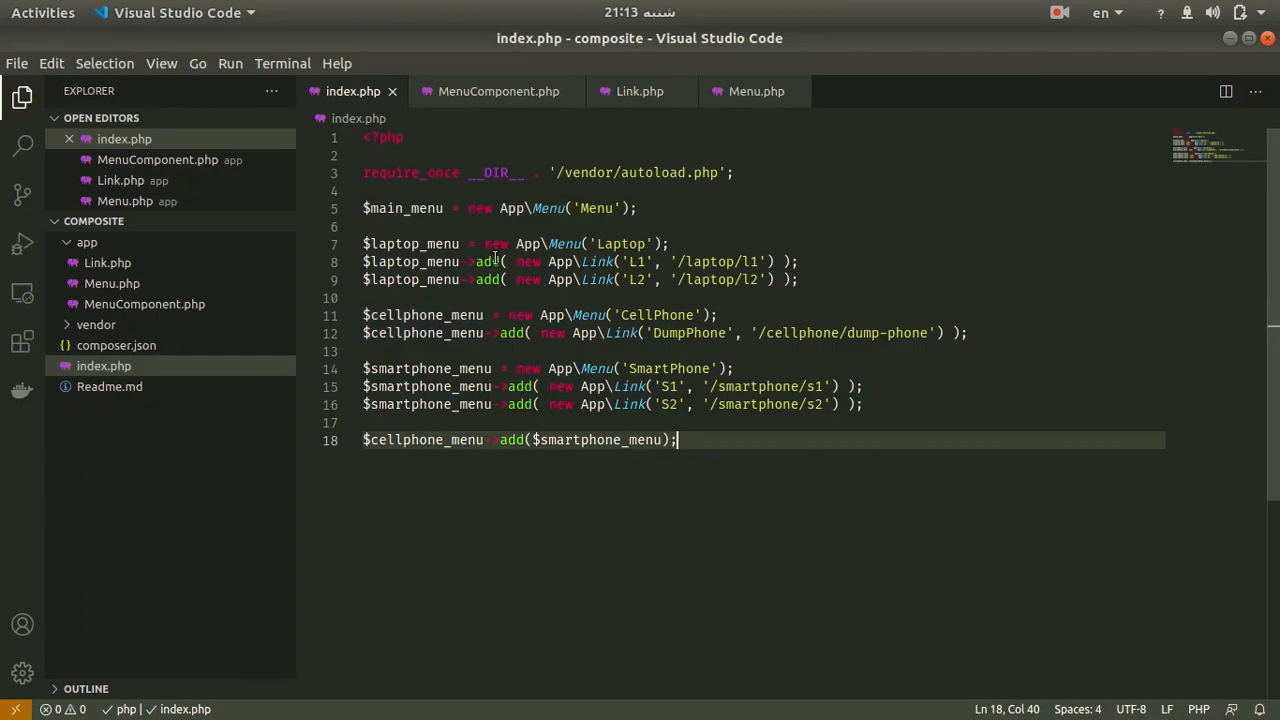 Activities Visual Studio Code شنبه 21:13 en ?
index.php - composite - Visual Studio Code
File Edit Selection View Go Run Terminal Help
EXPLORER ··· index.php MenuComponent.php Link.php Menu.php ···
OPEN EDITORS
index.php
index.php
MenuComponent.php app
Link.php app
Menu.php app
COMPOSITE
app
Link.php
Menu.php
MenuComponent.php
vendor
composer.json
index.php
Readme.md
OUTLINE
1 <?php
2
3 require_once __DIR__ . '/vendor/autoload.php';
4
5 $main_menu = new App\Menu('Menu');
6
7 $laptop_menu = new App\Menu('Laptop');
8 $laptop_menu->add( new App\Link('L1', '/laptop/l1') );
9 $laptop_menu->add( new App\Link('L2', '/laptop/l2') );
10
11 $cellphone_menu = new App\Menu('CellPhone');
12 $cellphone_menu->add( new App\Link('DumpPhone', '/cellphone/dump-phone') );
13
14 $smartphone_menu = new App\Menu('SmartPhone');
15 $smartphone_menu->add( new App\Link('S1', '/smartphone/s1') );
16 $smartphone_menu->add( new App\Link('S2', '/smartphone/s2') );
17
18 $cellphone_menu->add($smartphone_menu);
0 0 php | index.php Ln 18, Col 40 Spaces: 4 UTF-8 LF PHP